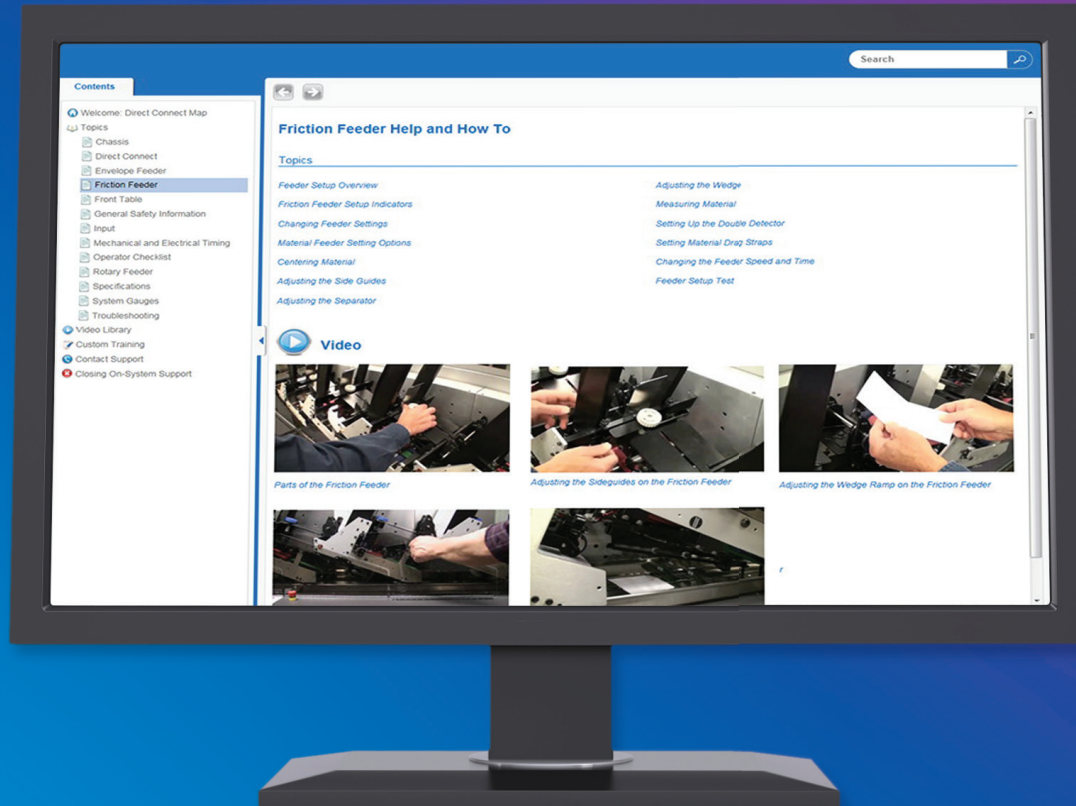 Search
Contents
Welcome: Direct Connect Map
Topics
Chassis
Direct Connect
Envelope Feeder
Friction Feeder
Front Table
General Safety Information
Input
Mechanical and Electrical Timing
Operator Checklist
Rotary Feeder
Specifications
System Gauges
Troubleshooting
Video Library
Custom Training
Contact Support
Closing On-System Support
Friction Feeder Help and How To
Topics
Feeder Setup Overview
Friction Feeder Setup Indicators
Changing Feeder Settings
Material Feeder Setting Options
Centering Material
Adjusting the Side Guides
Adjusting the Separator
Adjusting the Wedge
Measuring Material
Setting Up the Double Detector
Setting Material Drag Straps
Changing the Feeder Speed and Time
Feeder Setup Test
Video
Parts of the Friction Feeder
Adjusting the Sideguides on the Friction Feeder
Adjusting the Wedge Ramp on the Friction Feeder
r